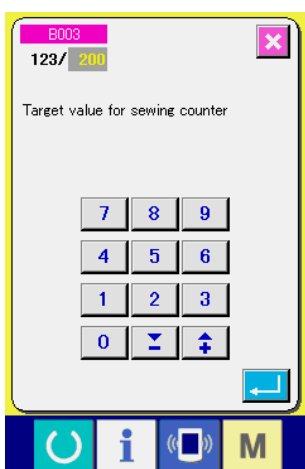 B003
123/ 200
Target value for sewing counter
7 8 9
4 5 6
1 2 3
0
i M